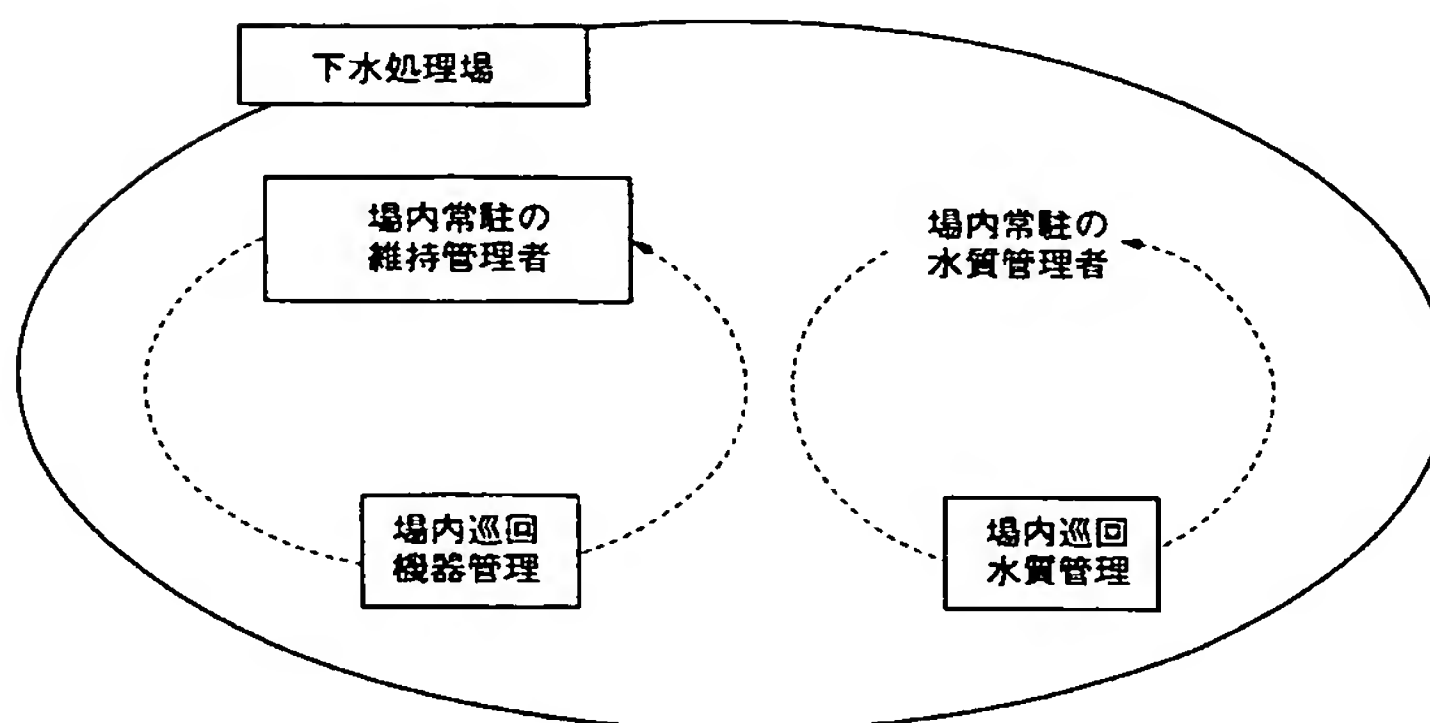 下水処理場
場内常駐の
維持管理者
場内常駐の
水質管理者
場内巡回
機器管理
場内巡回
水質管理